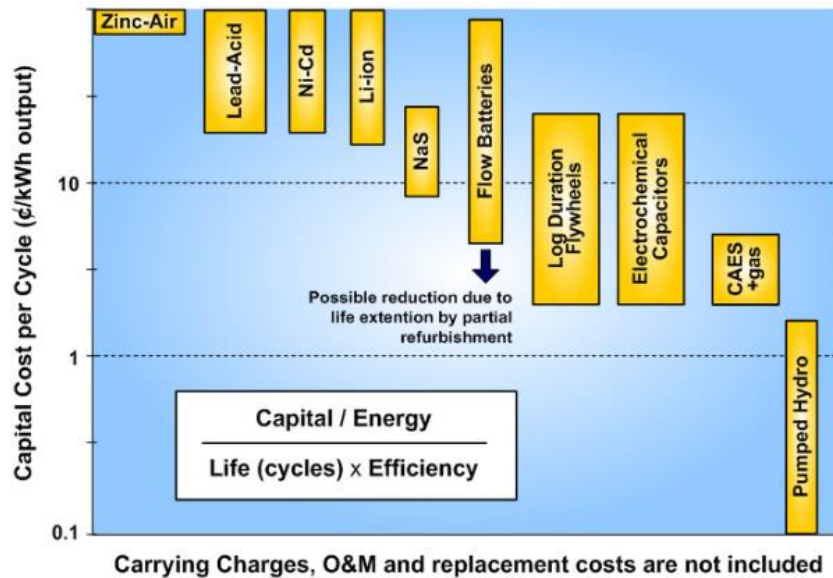 Zinc-Air
Lead-Acid
Ni-Cd
Li-ion
NaS
Flow Batteries
Log Duration
Flywheels
Electrochemical
Capacitors
CAES
+gas
Pumped Hydro
Capital Cost per Cycle (¢/kWh output)
10
1
0.1
Possible reduction due to
life extention by partial
refurbishment
Capital / Energy
Life (cycles) x Efficiency
Carrying Charges, O&M and replacement costs are not included